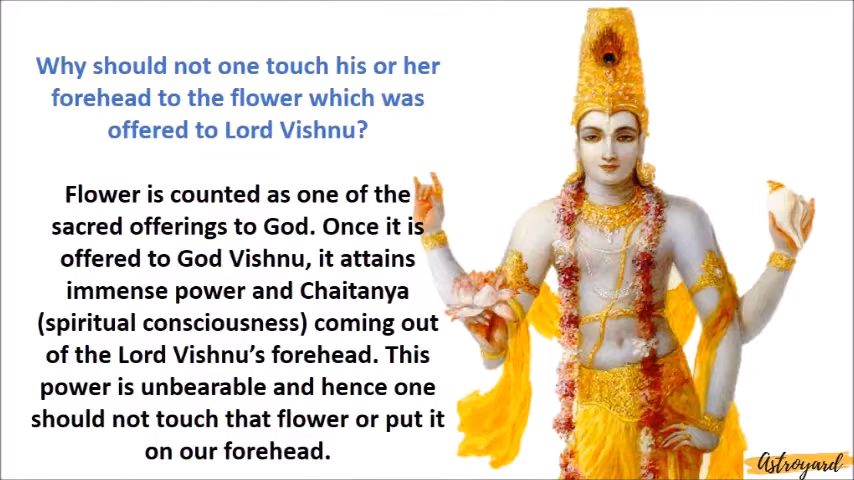 Why should not one touch his or her
forehead to the flower which was
offered to Lord Vishnu?
Flower is counted as one of the
sacred offerings to God. Once it is
offered to God Vishnu, it attains
immense power and Chaitanya
(spiritual consciousness) coming out
of the Lord Vishnu's forehead. This
power is unbearable and hence one
should not touch that flower or put it
on our forehead.
Astroyard